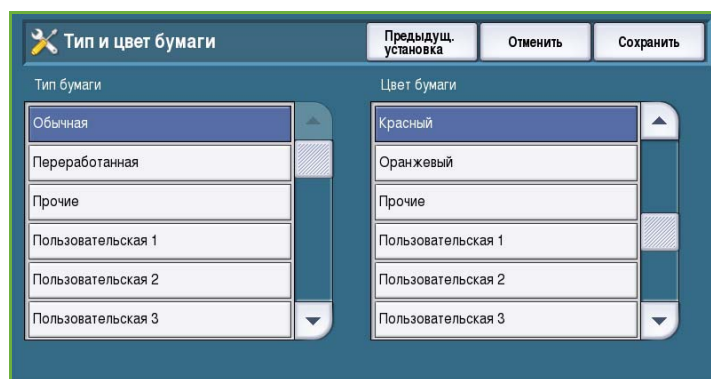 Тип и цвет бумаги
Предыдущ.
установка
Отменить
Сохранить
Тип бумаги
Цвет бумаги
Обычная
Красный
Переработанная
Оранжевый
Прочие
Прочие
Пользовательская 1
Пользовательская 1
Пользовательская 2
Пользовательская 2
Пользовательская 3
Пользовательская 3